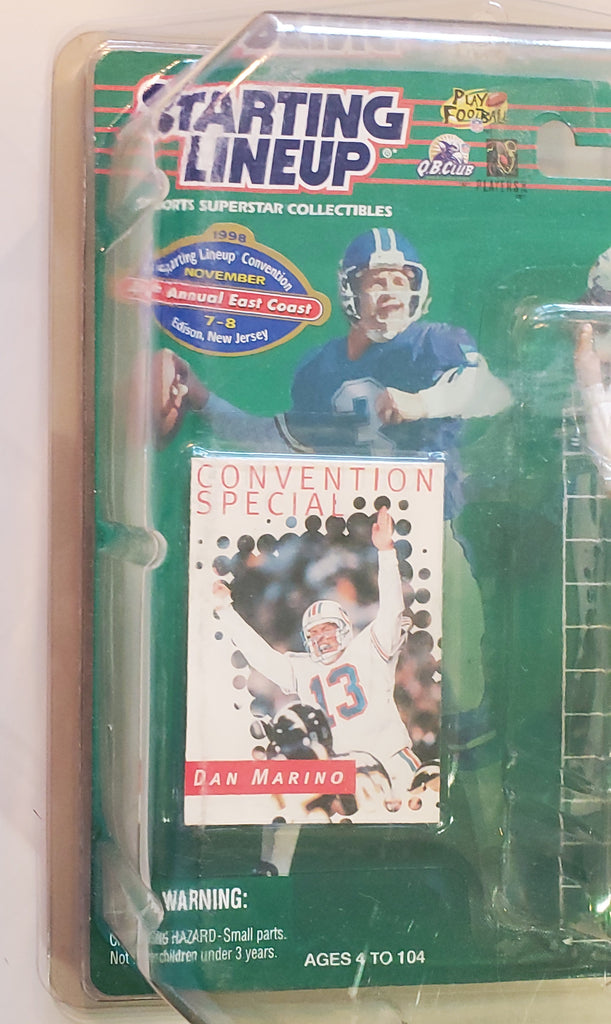 STARTING
LINEUP®
SPORTS SUPERSTAR COLLECTIBLES
PLAY
FOOTBALL
Q.B.CLUB
PLAYERS
1998
Starting Lineup® Convention
NOVEMBER
Annual East Coast
7-8
Edison, New Jersey
3
CONVENTION
SPECIAL
13
DAN MARINO
WARNING:
HAZARD-Small parts.
Not children under 3 years.
AGES 4 TO 104